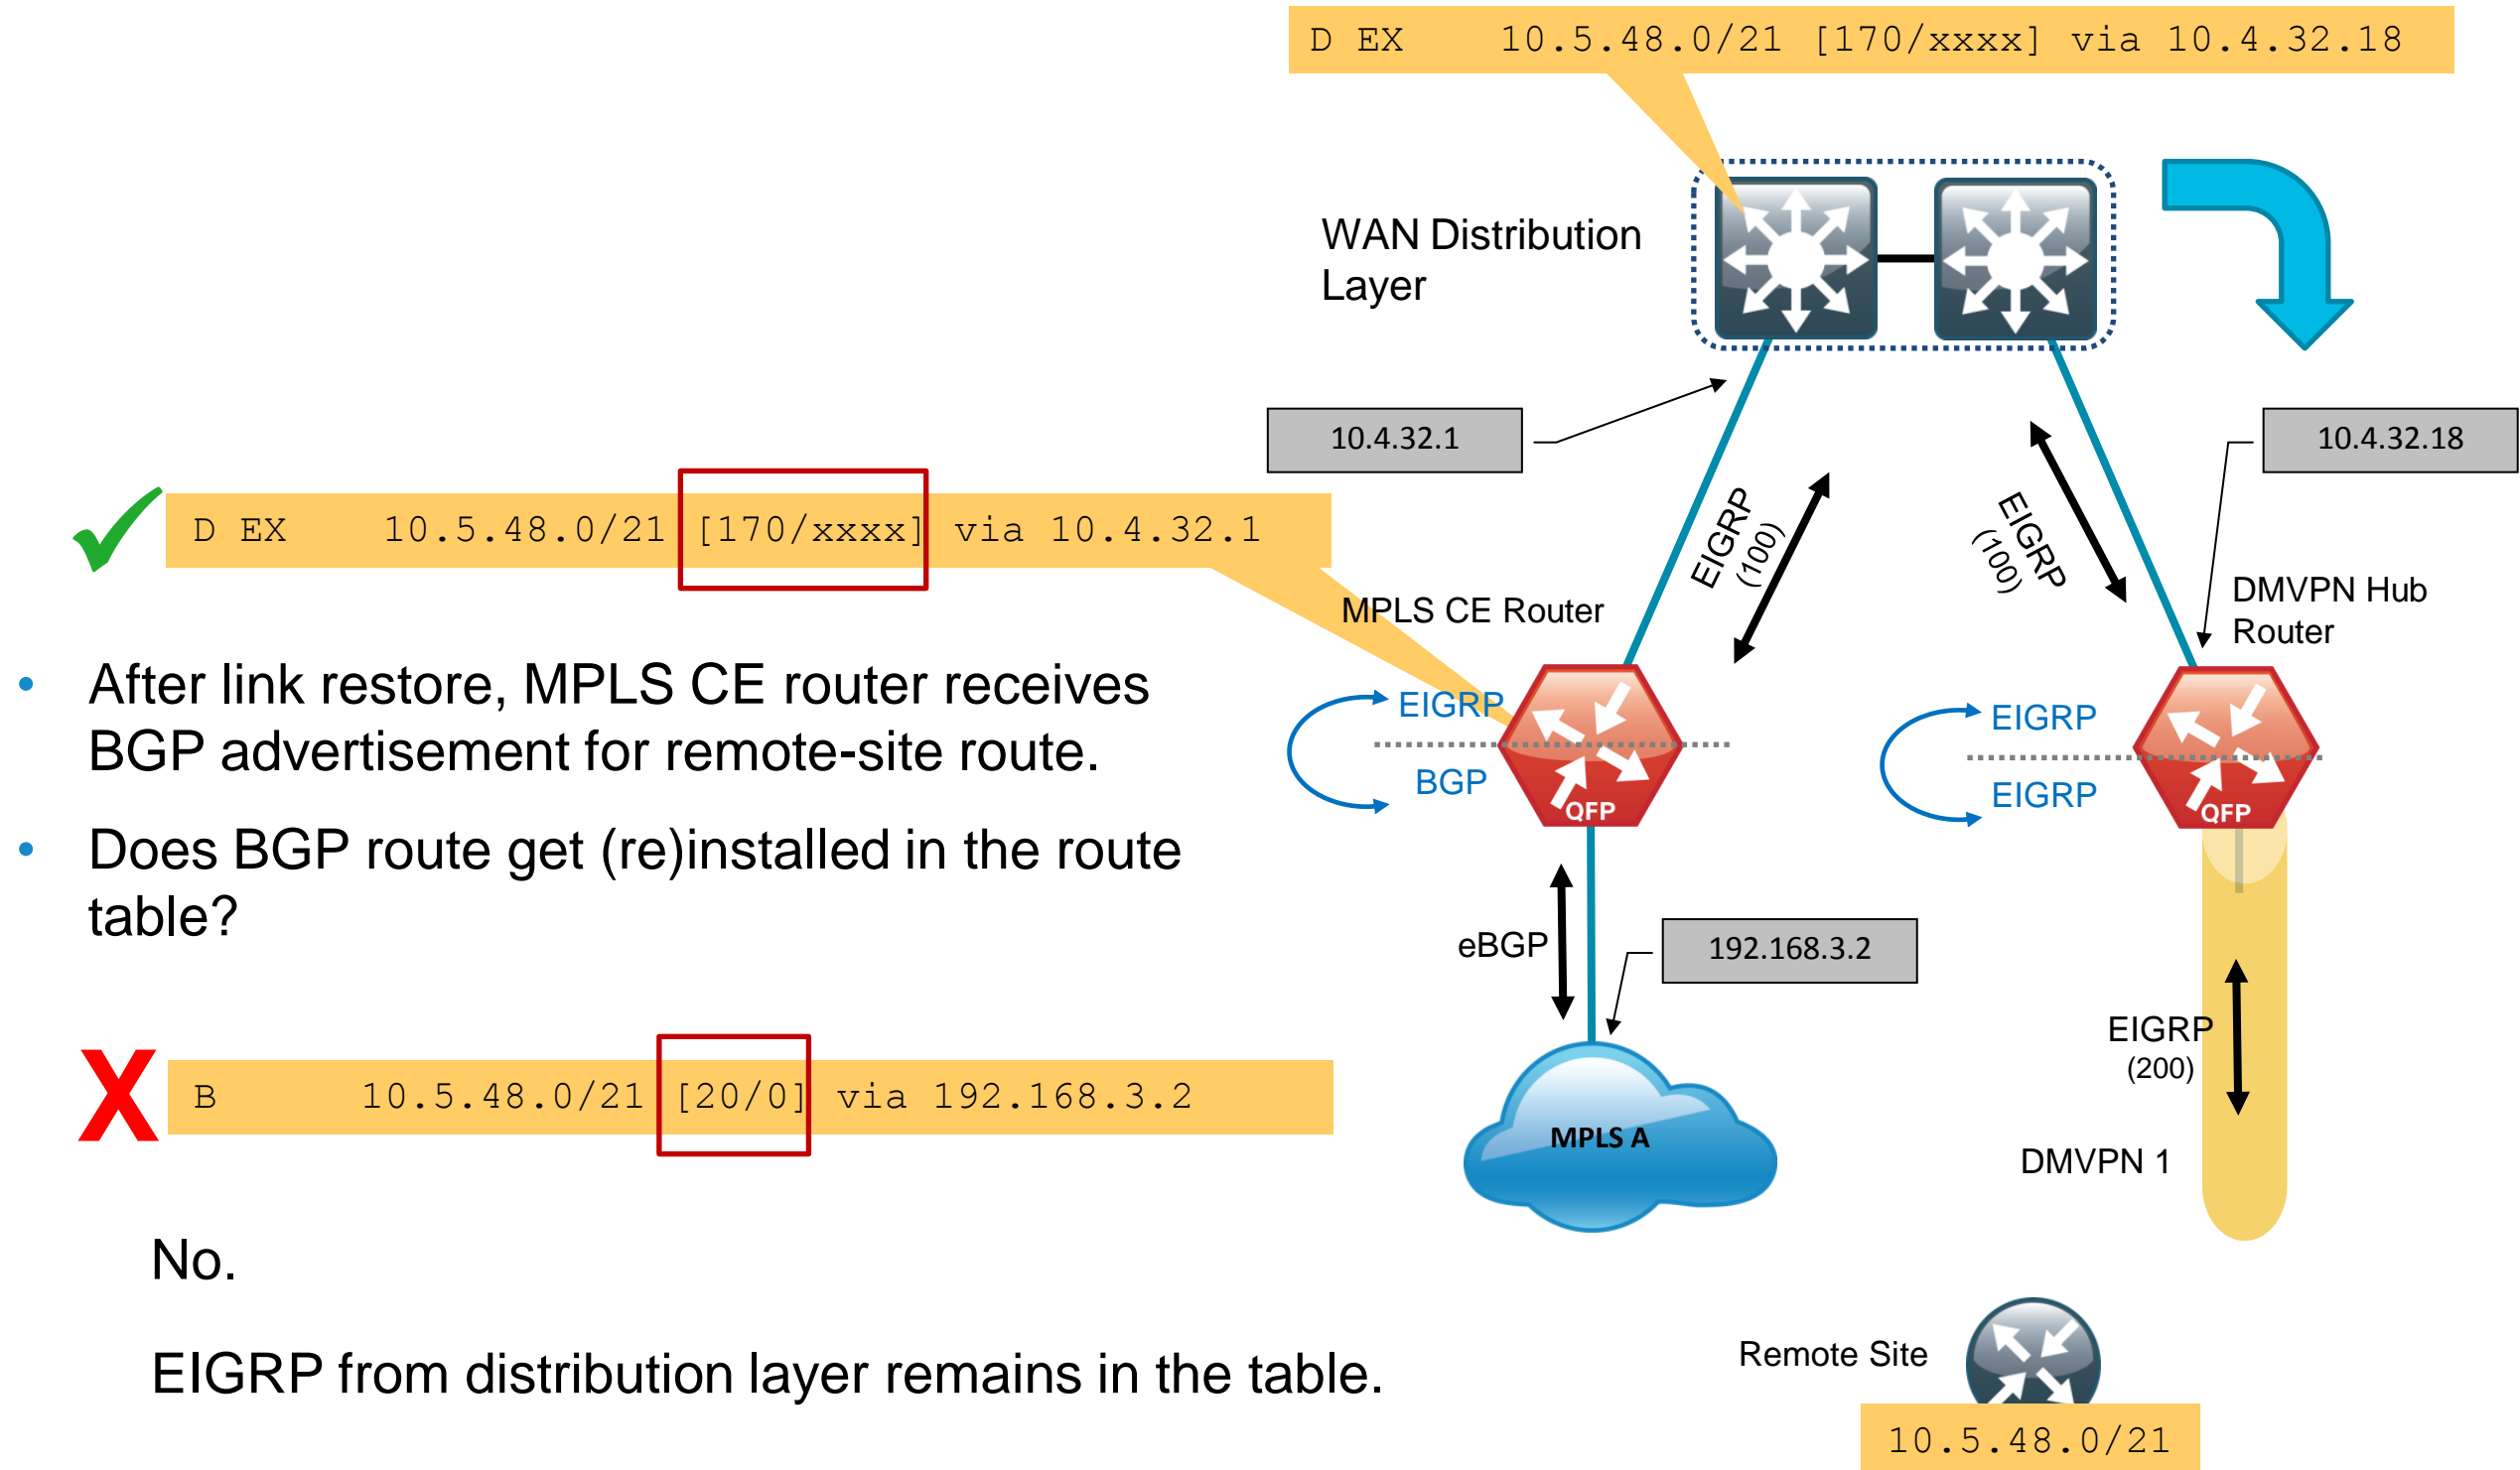 D EX 10.5.48.0/21 [170/xxxx] via 10.4.32.18
WAN Distribution
Layer
10.4.32.1
10.4.32.18
D EX 10.5.48.0/21 [170/xxxx] via 10.4.32.1
EIGRP
(100)
EIGRP
(100)
MPLS CE Router
DMVPN Hub
Router
• After link restore, MPLS CE router receives
BGP advertisement for remote-site route.
EIGRP
BGP
QFP
EIGRP
EIGRP
QFP
• Does BGP route get (re)installed in the route
table?
eBGP
192.168.3.2
EIGRP
(200)
X
B 10.5.48.0/21 [20/0] via 192.168.3.2
MPLS A
DMVPN 1
No.
EIGRP from distribution layer remains in the table.
Remote Site
10.5.48.0/21